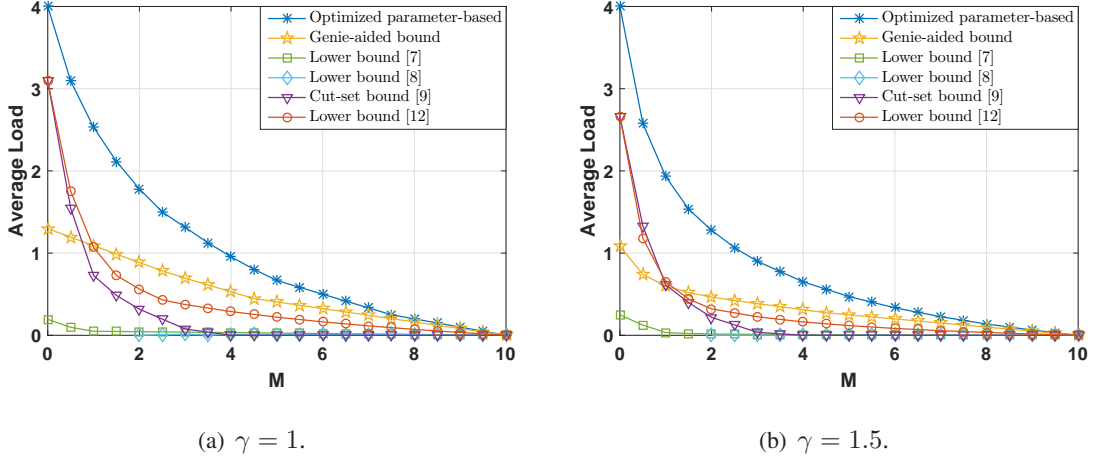 Optimized parameter-based
Genie-aided bound
Lower bound [7]
Lower bound [8]
Cut-set bound [9]
Lower bound [12]
4
3
2
1
0
Average Load
0 2 4 6 8 10
M
(a) γ = 1.
Optimized parameter-based
Genie-aided bound
Lower bound [7]
Lower bound [8]
Cut-set bound [9]
Lower bound [12]
4
3
2
1
0
Average Load
0 2 4 6 8 10
M
(b) γ = 1.5.